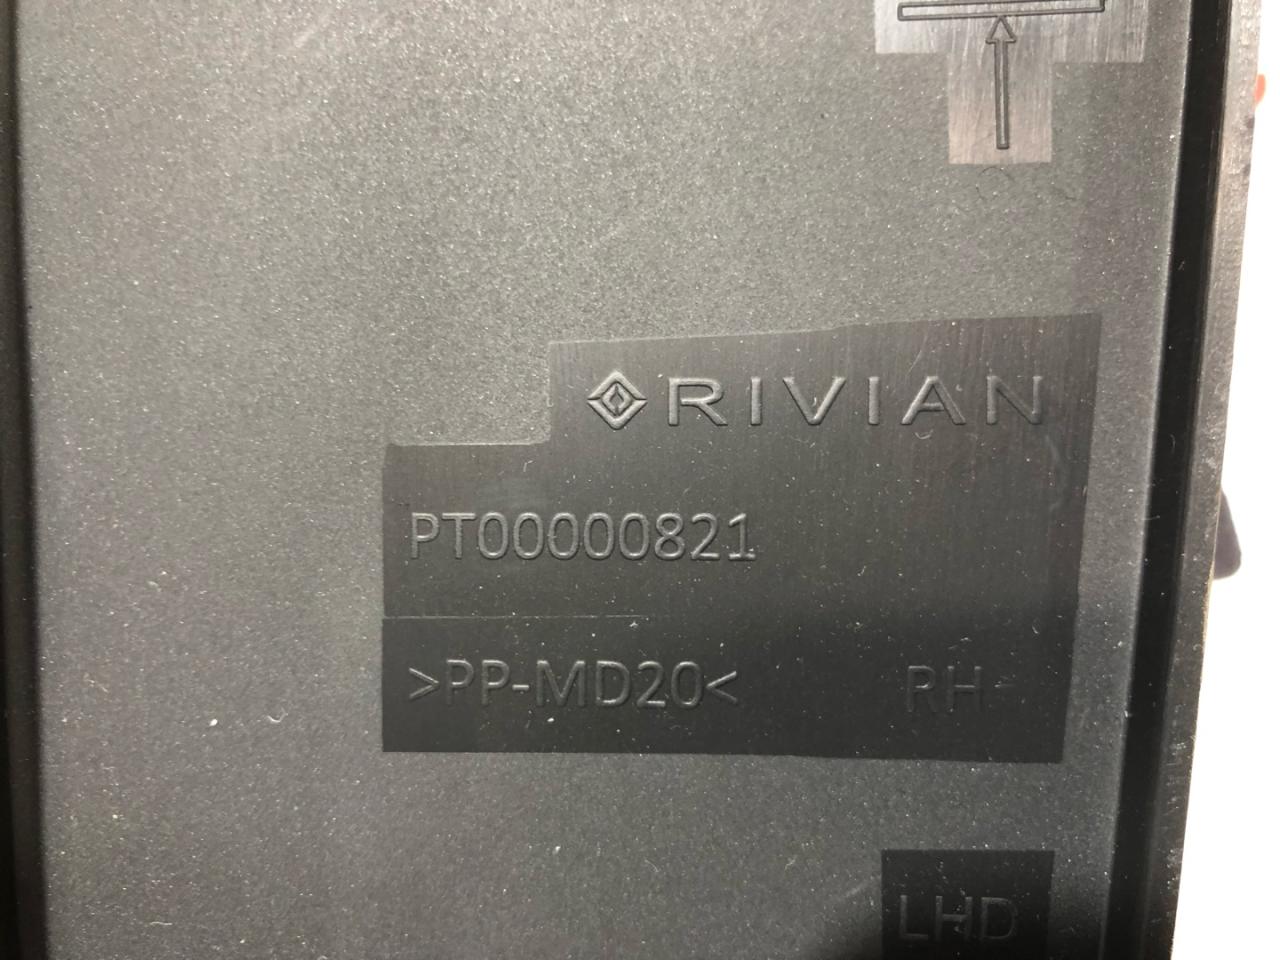 RIVIAN
PT00000821
>PP-MD20< RH
LHD